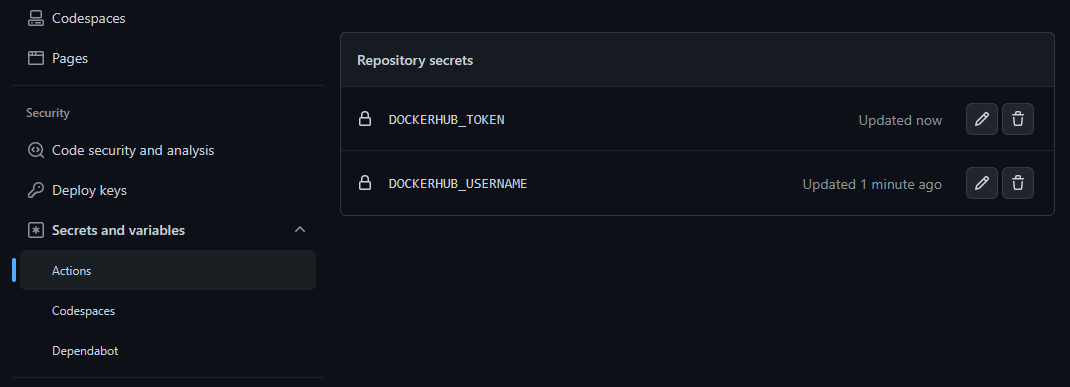 Codespaces
Pages
Security
Code security and analysis
Deploy keys
Secrets and variables
Actions
Codespaces
Dependabot
Repository secrets
DOCKERHUB_TOKEN Updated now
DOCKERHUB_USERNAME Updated 1 minute ago